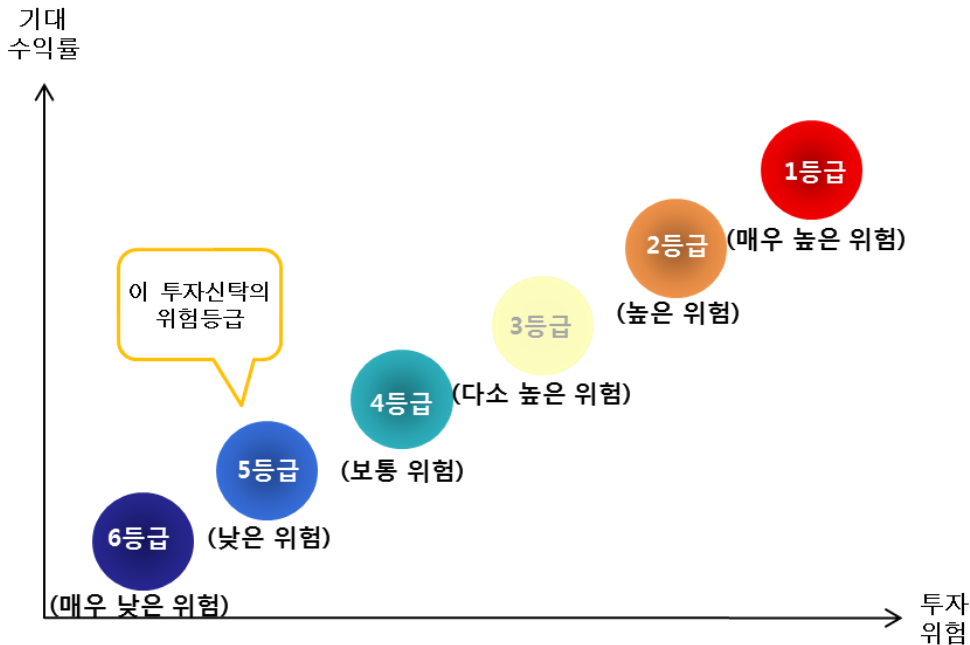 기대
수익률
1등급
(매우 높은 위험)
2등급
(높은 위험)
이 투자신탁의
위험등급
3등급
(다소 높은 위험)
4등급
(보통 위험)
5등급
(낮은 위험)
6등급
(매우 낮은 위험)
투자
위험